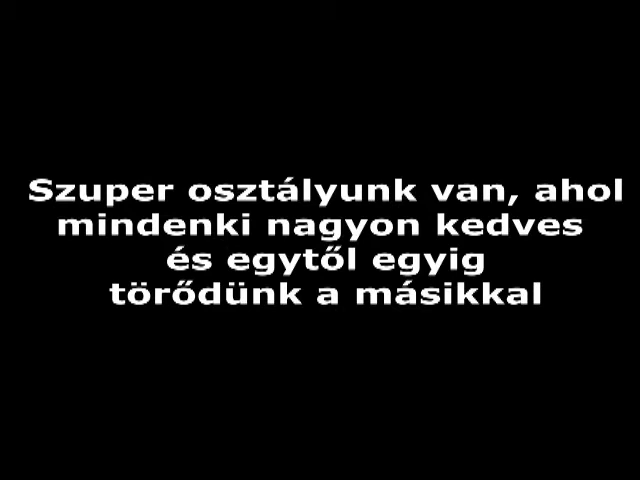 Szuper osztályunk van, ahol
mindenki nagyon kedves
és egytől egyig
törődünk a másikkal